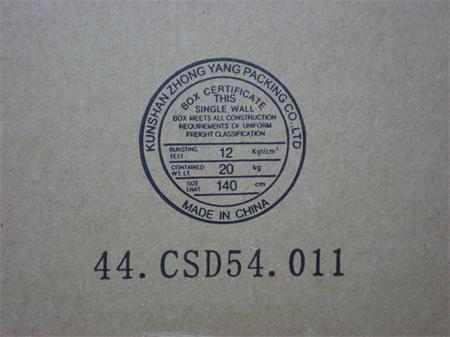 KUNSHAN ZHONG YANG PACKING CO.,LTD
BOX CERTIFICATE
THIS
SINGLE WALL
BOX MEETS ALL CONSTRUCTION
REQUIREMENTS OF UNIFORM
FREIGHT CLASSIFICATION
BURSTING TEST 12 Kgf/cm²
CONTAINED WT. LT. 20 kg
SIZE LIMIT 140 cm
MADE IN CHINA
44.CSD54.011